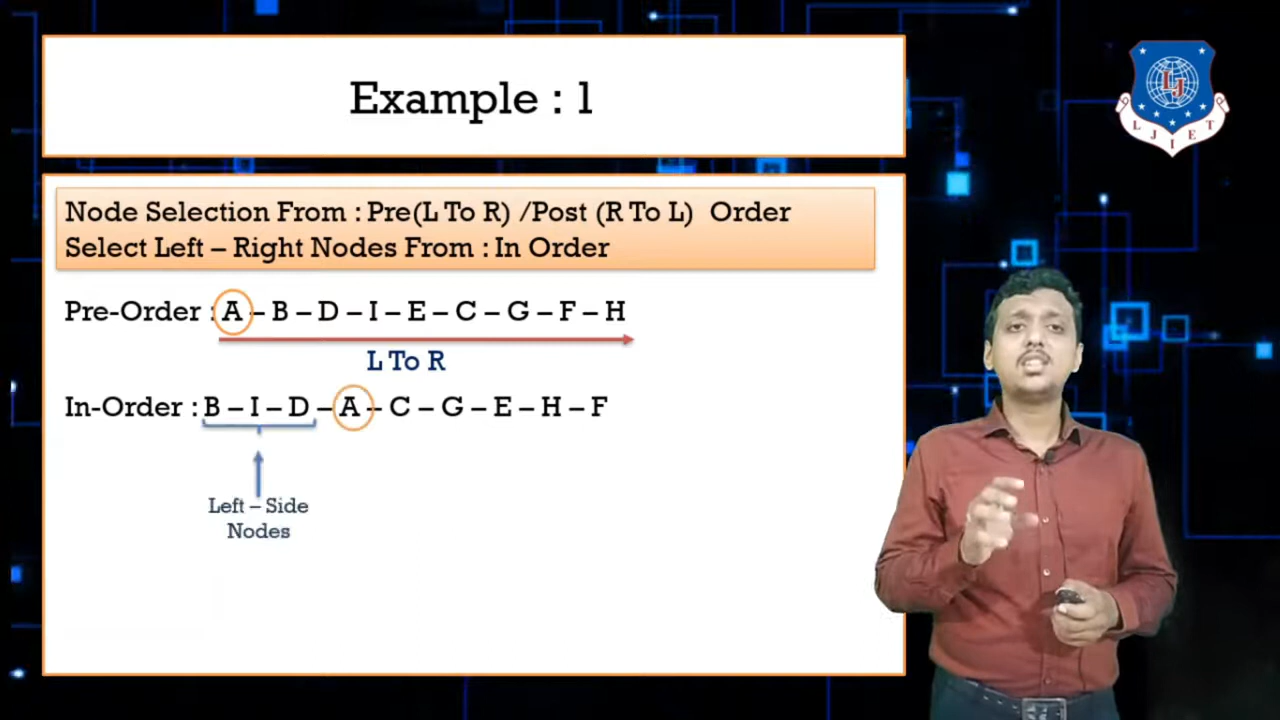 Example : 1
Node Selection From : Pre(L To R) /Post (R To L) Order
Select Left – Right Nodes From : In Order
Pre-Order : A – B – D – I – E – C – G – F – H
L To R
In-Order : B – I – D – A – C – G – E – H – F
Left – Side
Nodes
LJ
L J I E T